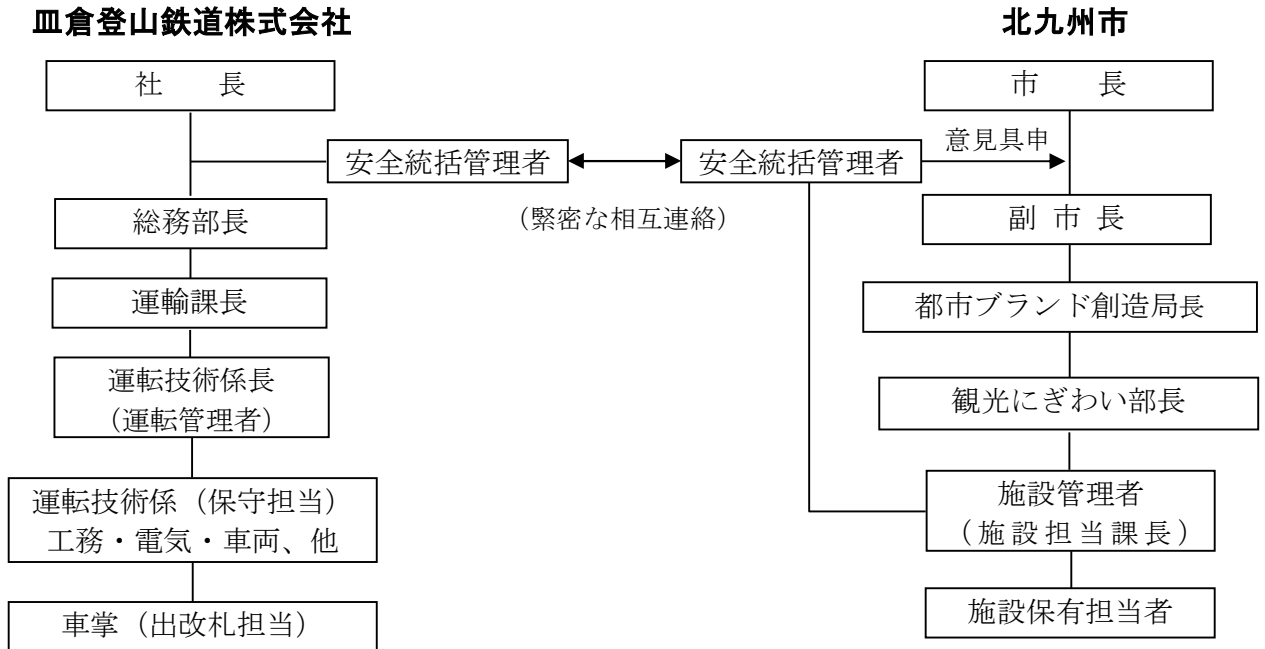 皿倉登山鉄道株式会社
北九州市
社　　長
市　　長
意見具申
安全統括管理者
安全統括管理者
（緊密な相互連絡）
総務部長
副 市 長
運輸課長
都市ブランド創造局長
運転技術係長
（運転管理者）
観光にぎわい部長
運転技術係（保守担当）
工務・電気・車両、他
施設管理者
（施設担当課長）
車掌（出改札担当）
施設保有担当者